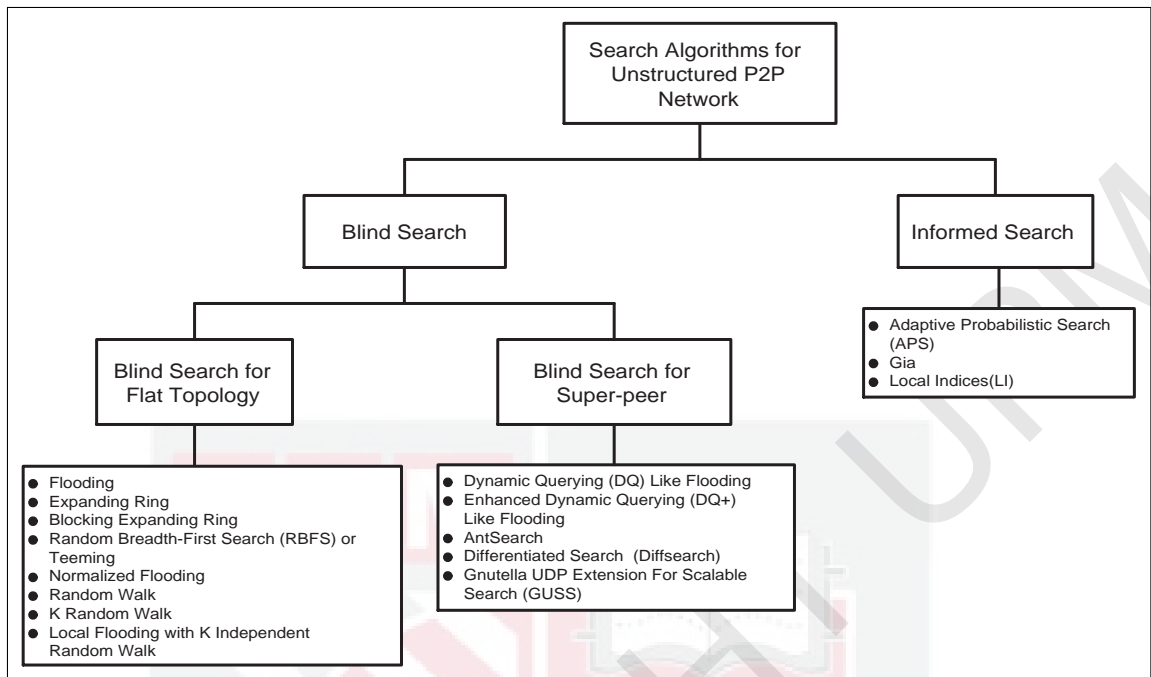 Search Algorithms for
Unstructured P2P
Network
Blind Search
Informed Search
Blind Search for
Flat Topology
Blind Search for
Super-peer
● Adaptive Probabilistic Search
(APS)
● Gia
● Local Indices(LI)
● Flooding
● Expanding Ring
● Blocking Expanding Ring
● Random Breadth-First Search (RBFS) or
Teeming
● Normalized Flooding
● Random Walk
● K Random Walk
● Local Flooding with K Independent
Random Walk
● Dynamic Querying (DQ) Like Flooding
● Enhanced Dynamic Querying (DQ+)
Like Flooding
● AntSearch
● Differentiated Search (Diffsearch)
● Gnutella UDP Extension For Scalable
Search (GUSS)
UPM